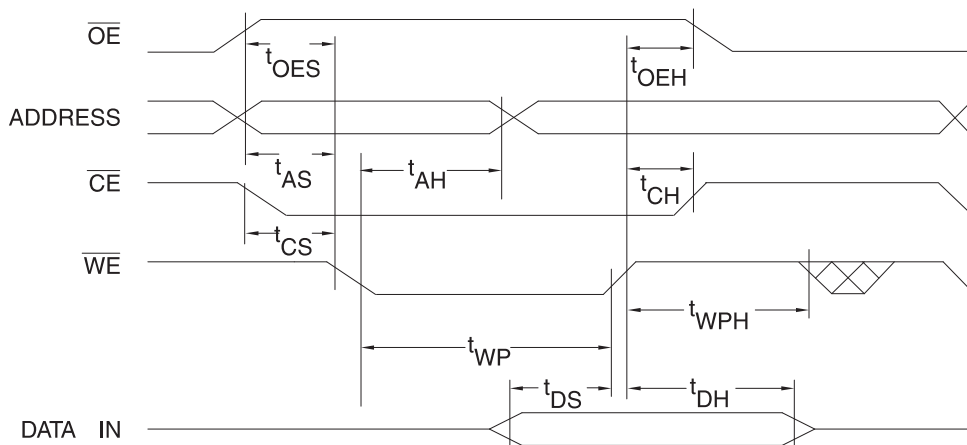 OE
tOES
tOEH
ADDRESS
tAS
tAH
CE
tCH
tCS
WE
tWPH
tWP
tDS
tDH
DATA IN